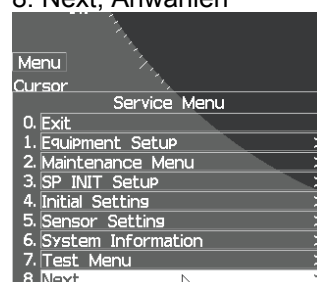 8. Next, Anwählen
Menu
Cursor
Service Menu
0. Exit
1. Equipment Setup >
2. Maintenance Menu >
3. SP INIT Setup >
4. Initial Setting >
5. Sensor Setting >
6. System Information >
7. Test Menu >
8. Next